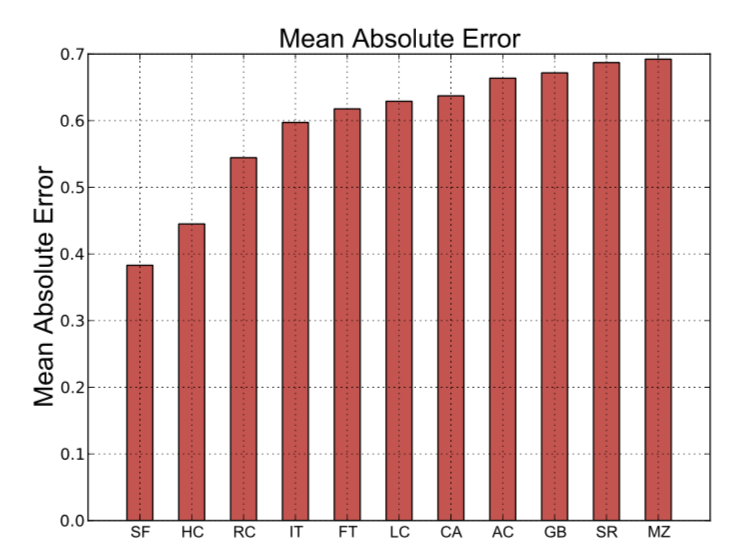 Mean Absolute Error
Mean Absolute Error
0.7
0.6
0.5
0.4
0.3
0.2
0.1
0.0
SF HC RC IT FT LC CA AC GB SR MZ